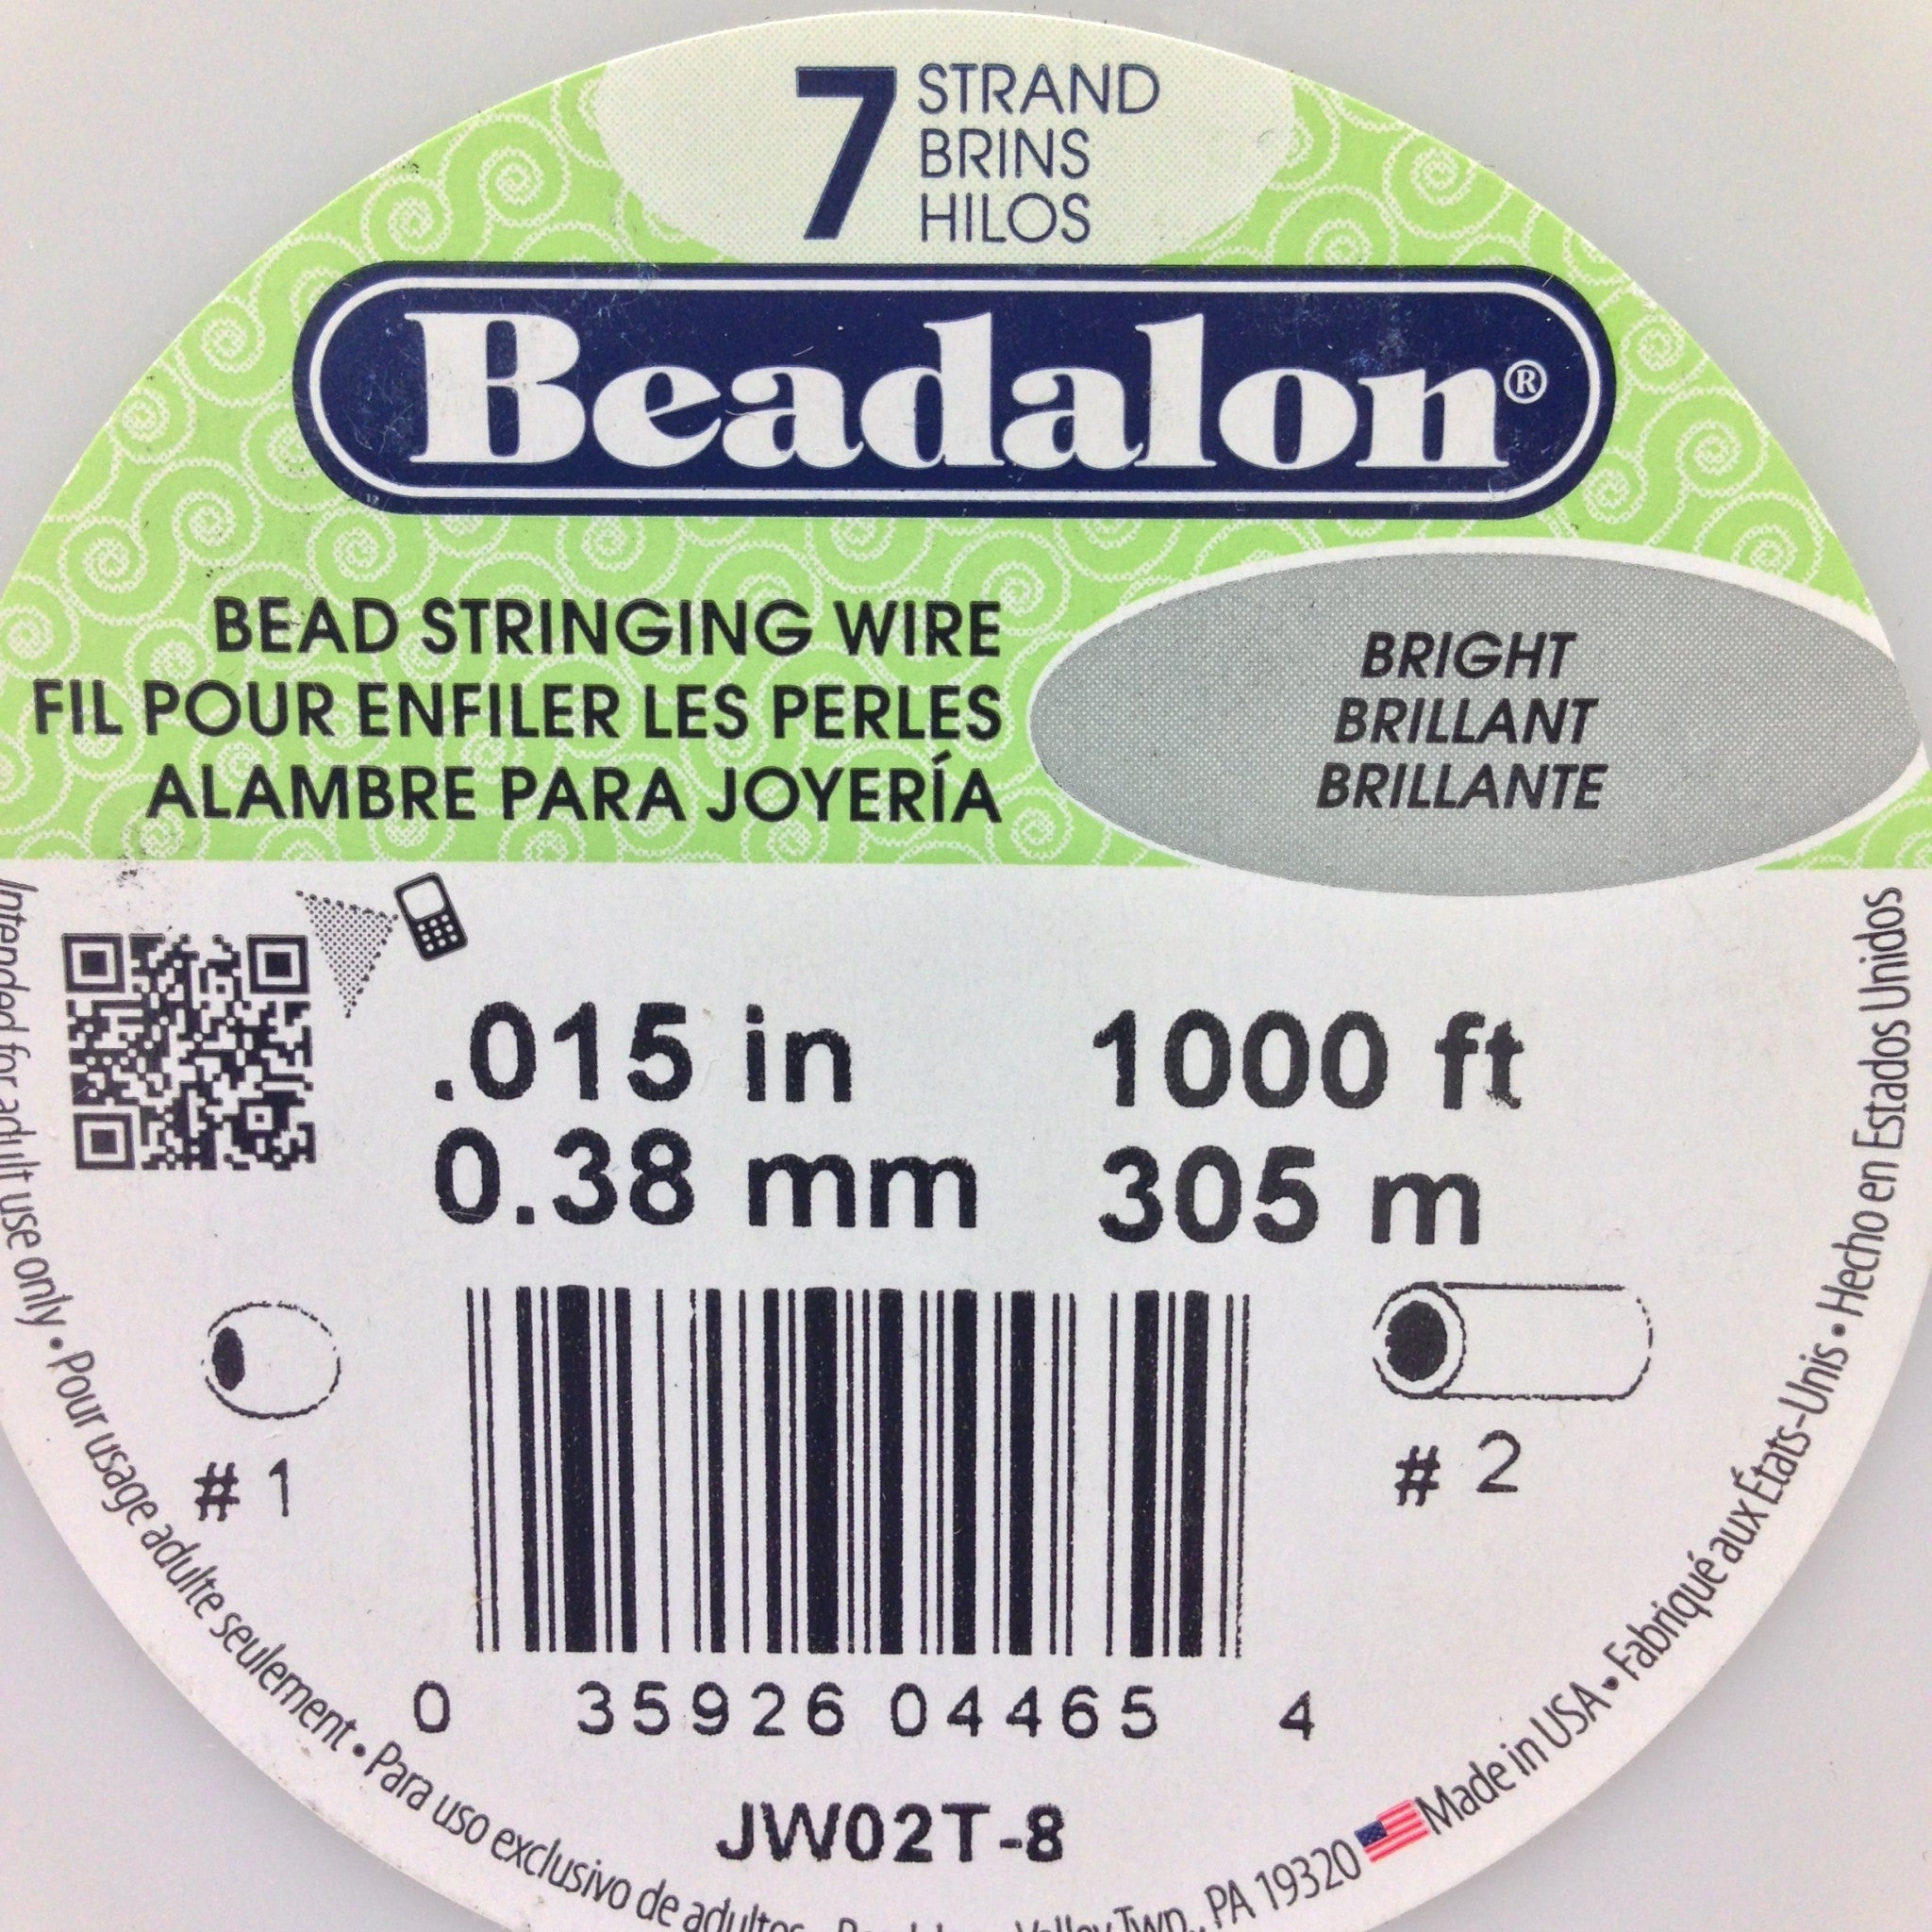 7 STRAND
BRINS
HILOS
Beadalon®
BEAD STRINGING WIRE
FIL POUR ENFILER LES PERLES
ALAMBRE PARA JOYERÍA
BRIGHT
BRILLANT
BRILLANTE
.015 in
0.38 mm
1000 ft
305 m
# 1
# 2
0 35926 04465 4
JW02T-8
Intended for adult use only • Pour usage adulte seulement • Para uso exclusivo de adultos
Valley Twp., PA 19320 Made in USA • Fabriqué aux États-Unis • Hecho en Estados Unidos